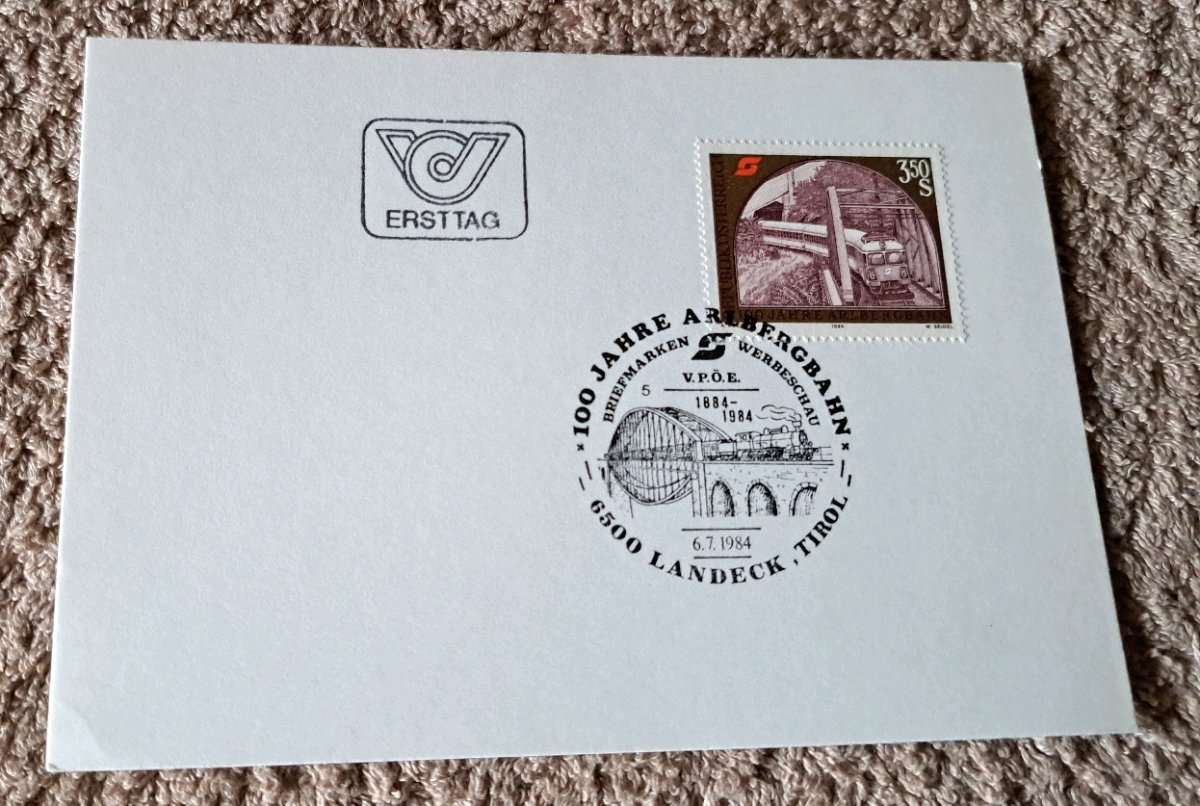 ERSTTAG
3.50
S
REPUBLIK ÖSTERREICH
100 JAHRE ARLBERGBAHN
1984
W. SEIDEL
100 JAHRE ARLBERGBAHN
BRIEFMARKEN WERBESCHAU
V.P.Ö.E.
5
1884-
1984
6.7.1984
6500 LANDECK, TIROL